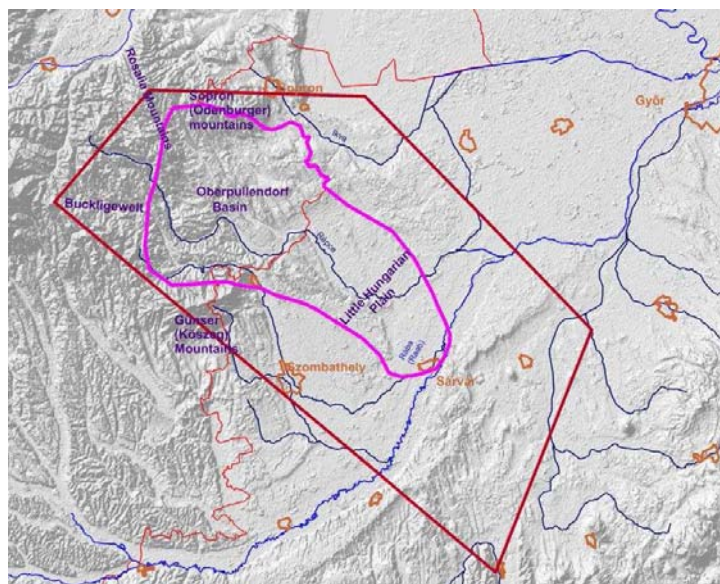 Rosalia Mountains
Sopron
Sopron
(Ödenburger)
mountains
Győr
Ikva
Oberpullendorf
Basin
Buckligewelt
Répce
Little Hungarian
Plain
Günser
(Kőszeg)
Mountains
Rába
(Raab)
Szombathely
Sárvár